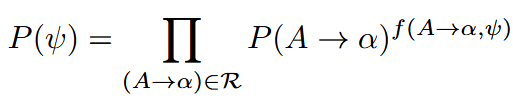 P(ψ) = ∏_{(A→α)∈ℛ} P(A → α)^{f(A→α,ψ)}